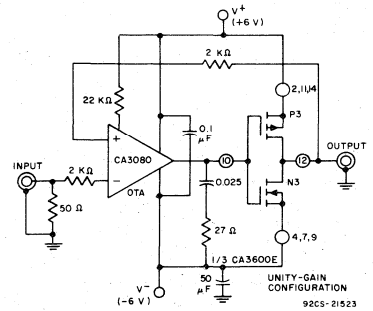 V+
(+6 V)
2 KΩ
2,11,14
22 KΩ
P3
+
0.1
μF
INPUT
2 KΩ
CA3080
10
12
OUTPUT
−
OTA
0.025
N3
50
Ω
27
Ω
4,7,9
1/3 CA3600E
V−
(-6 V)
50
μF
UNITY-GAIN
CONFIGURATION
92CS-21523